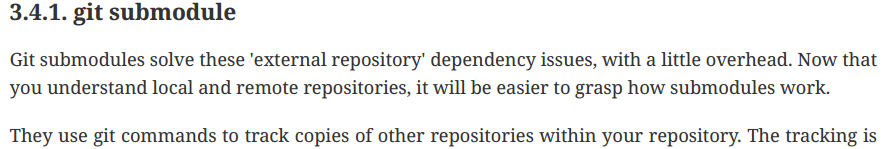 3.4.1. git submodule
Git submodules solve these 'external repository' dependency issues, with a little overhead. Now that
you understand local and remote repositories, it will be easier to grasp how submodules work.
They use git commands to track copies of other repositories within your repository. The tracking is